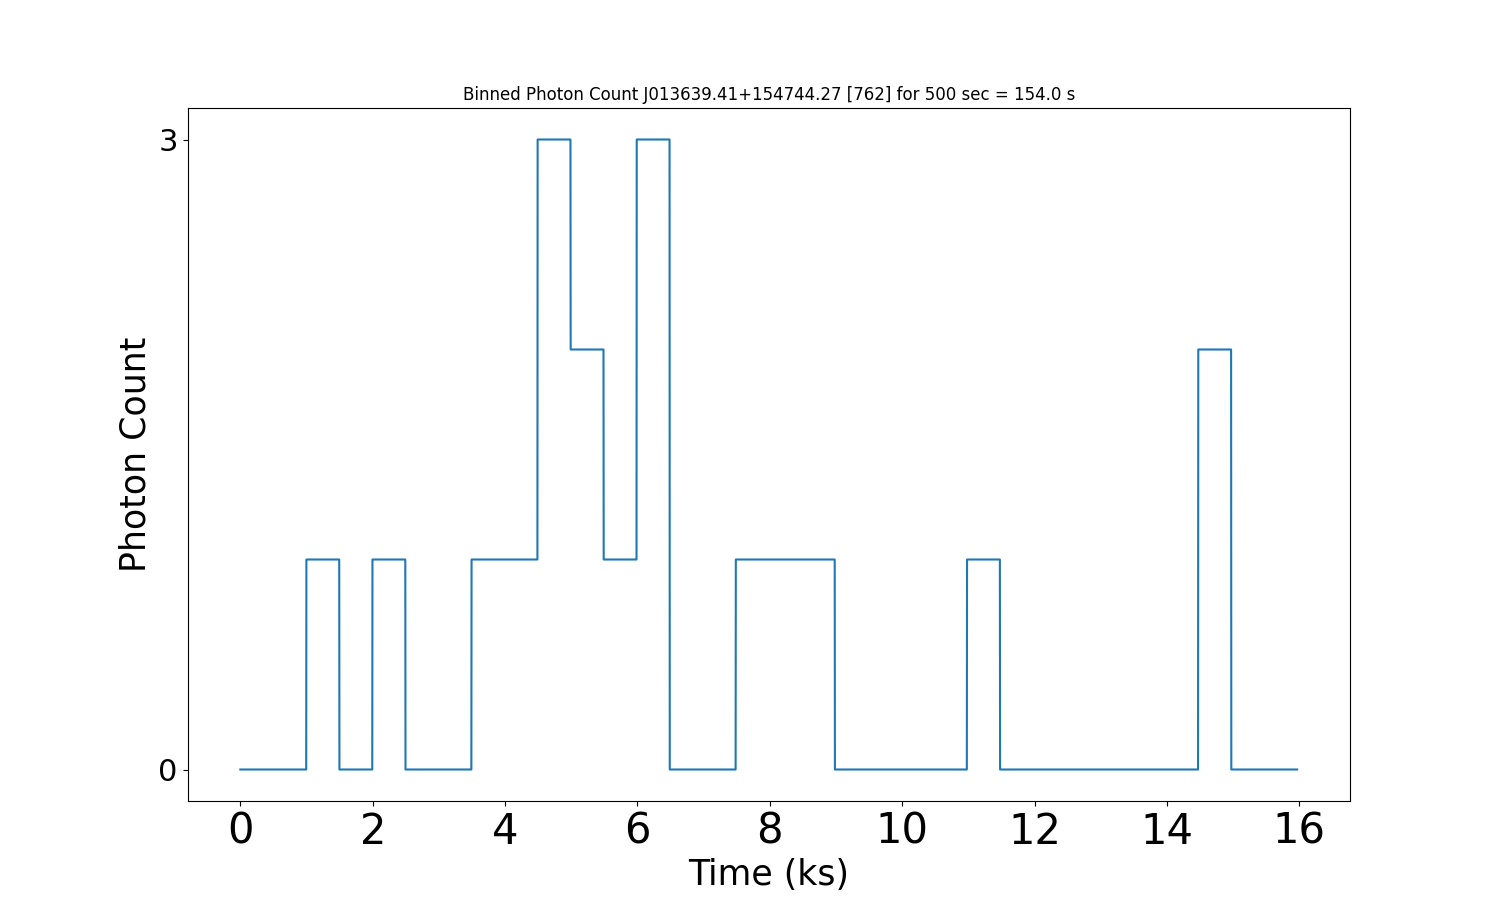 Binned Photon Count J013639.41+154744.27 [762] for 500 sec = 154.0 s
3
Photon Count
0
0 2 4 6 8 10 12 14 16
Time (ks)